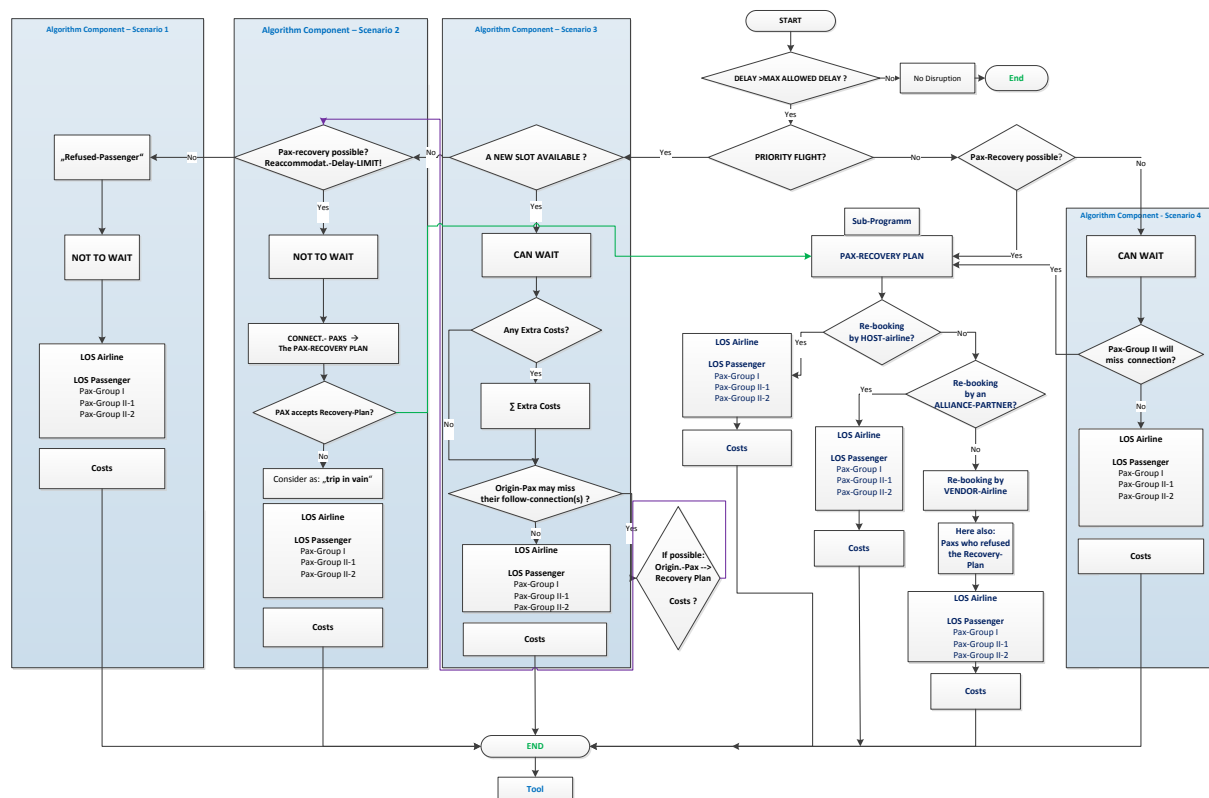 Algorithm Component – Scenario 1
Algorithm Component – Scenario 2
Algorithm Component – Scenario 3
START
DELAY >MAX ALLOWED DELAY ?
No
No Disruption
End
Yes
„Refused-Passenger“
No
Pax-recovery possible?
Reaccommodat.-Delay-LIMIT!
No
A NEW SLOT AVAILABLE ?
Yes
PRIORITY FLIGHT?
No
Pax-Recovery possible?
No
Yes
Yes
Yes
Algorithm Component – Scenario 4
NOT TO WAIT
NOT TO WAIT
CAN WAIT
Sub-Programm
PAX-RECOVERY PLAN
Yes
CAN WAIT
CONNECT.- PAXS →
The PAX-RECOVERY PLAN
Any Extra Costs?
Yes
No
Re-booking
by HOST-airline?
Yes
No
Pax-Group II will
miss connection?
No
LOS Airline
LOS Passenger
Pax-Group I
Pax-Group II-1
Pax-Group II-2
PAX accepts Recovery-Plan?
No
∑ Extra Costs
LOS Airline
LOS Passenger
Pax-Group I
Pax-Group II-1
Pax-Group II-2
Re-booking
by an
ALLIANCE-PARTNER?
Yes
No
Costs
Consider as: „trip in vain“
LOS Airline
LOS Passenger
Pax-Group I
Pax-Group II-1
Pax-Group II-2
Costs
Origin-Pax may miss
their follow-connection(s) ?
Yes
No
LOS Airline
LOS Passenger
Pax-Group I
Pax-Group II-1
Pax-Group II-2
Costs
If possible:
Origin.-Pax -->
Recovery Plan
Costs ?
Costs
LOS Airline
LOS Passenger
Pax-Group I
Pax-Group II-1
Pax-Group II-2
Costs
Re-booking by
VENDOR-Airline
Here also:
Paxs who refused
the Recovery-
Plan
LOS Airline
LOS Passenger
Pax-Group I
Pax-Group II-1
Pax-Group II-2
Costs
LOS Airline
LOS Passenger
Pax-Group I
Pax-Group II-1
Pax-Group II-2
Costs
END
Tool